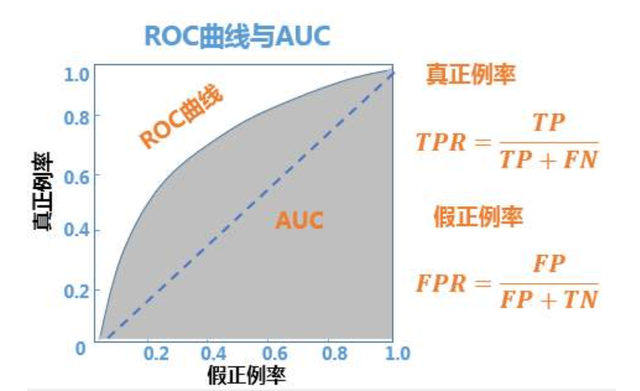 ROC曲线与AUC
真正例率
1.0
0.8
0.6
0.4
0.2
0
0.2 0.4 0.6 0.8 1.0
假正例率
ROC曲线
AUC
真正例率
TPR = TP / (TP + FN)
假正例率
FPR = FP / (FP + TN)